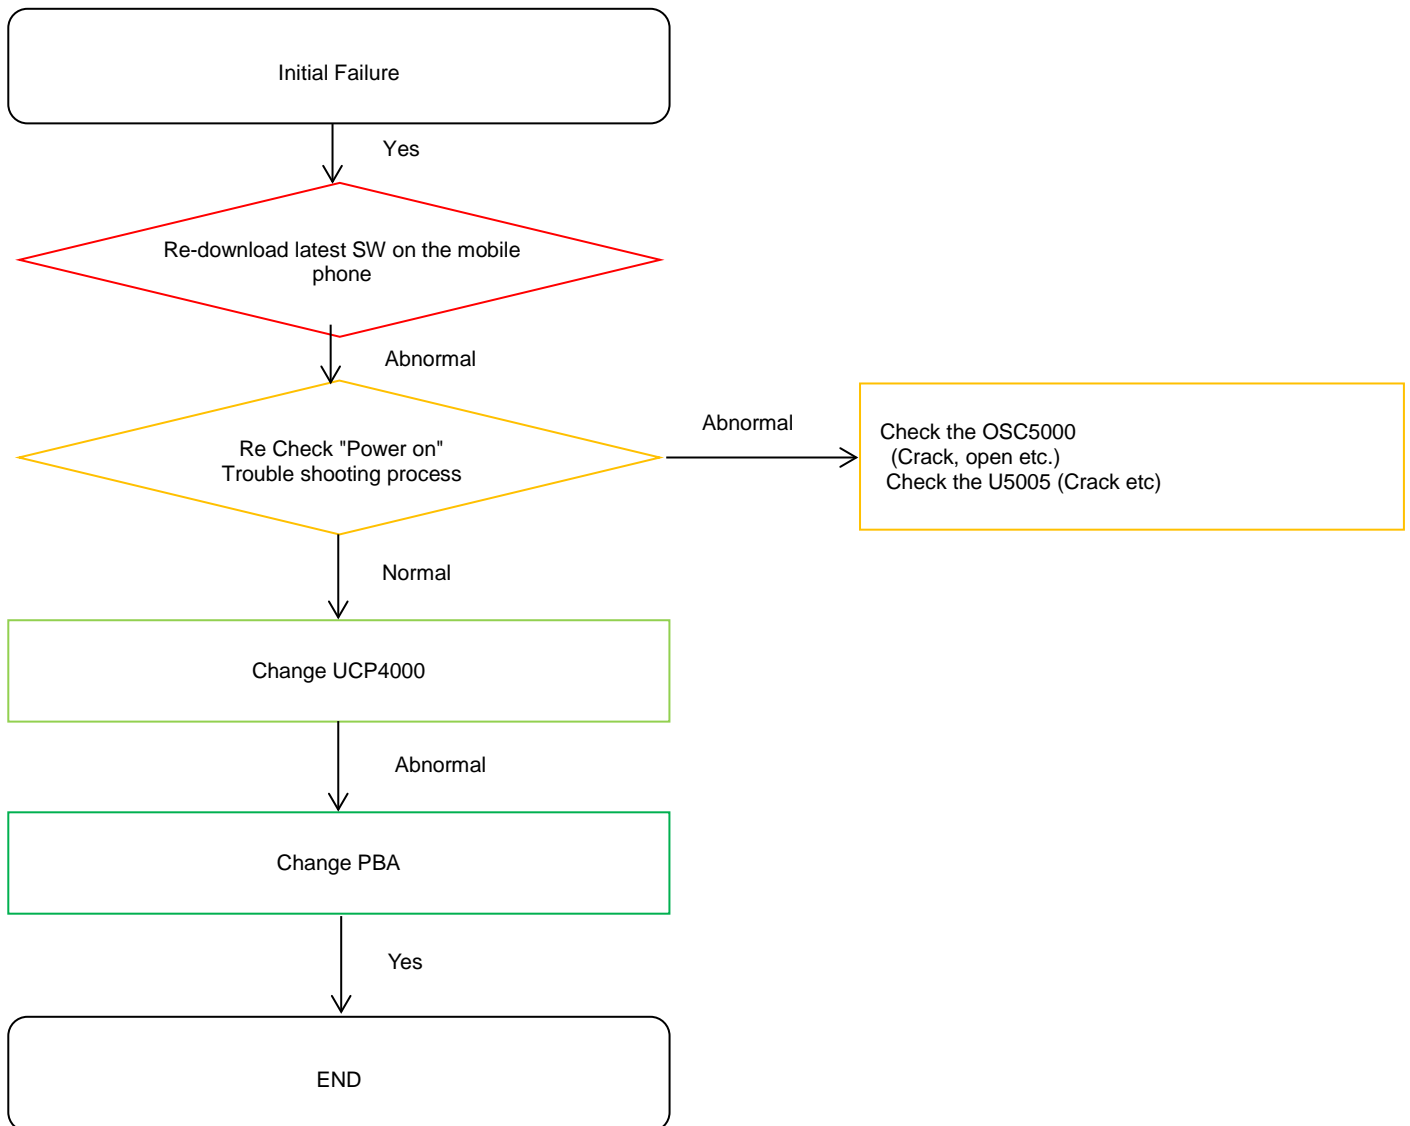 Initial Failure
Yes
Re-download latest SW on the mobile
phone
Abnormal
Re Check "Power on"
Trouble shooting process
Abnormal
Check the OSC5000
(Crack, open etc.)
Check the U5005 (Crack etc)
Normal
Change UCP4000
Abnormal
Change PBA
Yes
END